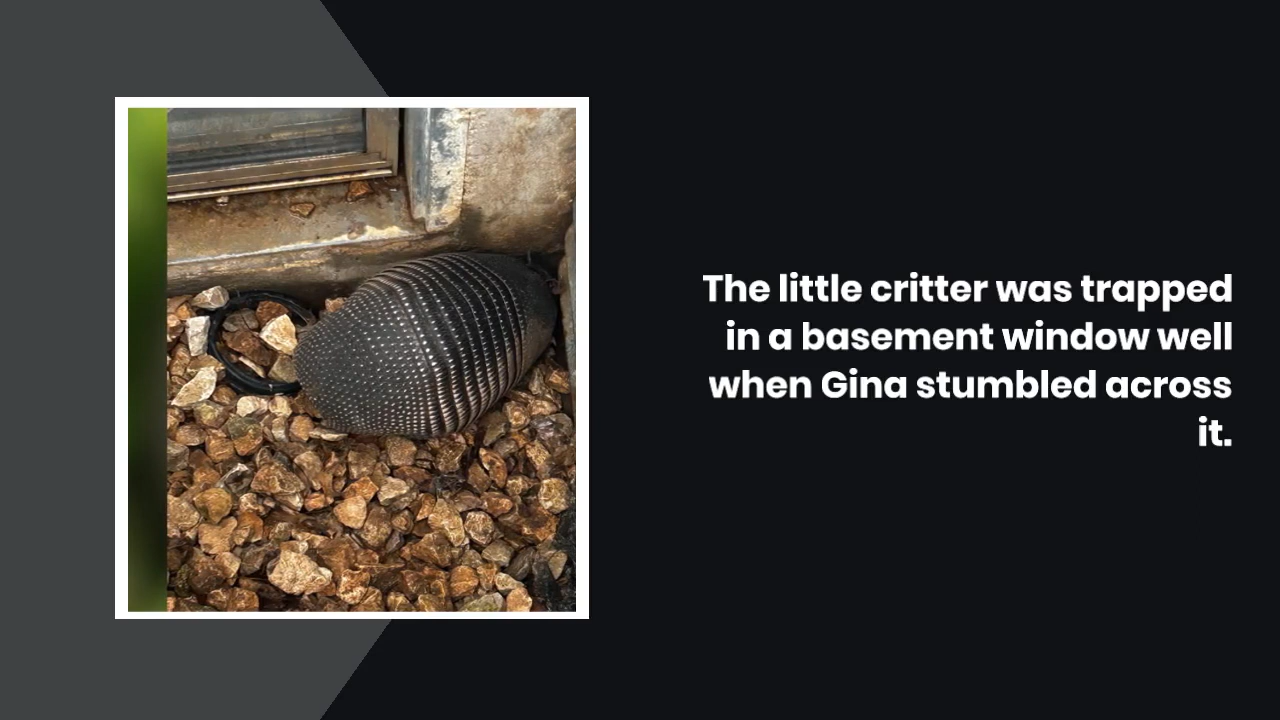 The little critter was trapped
in a basement window well
when Gina stumbled across
it.